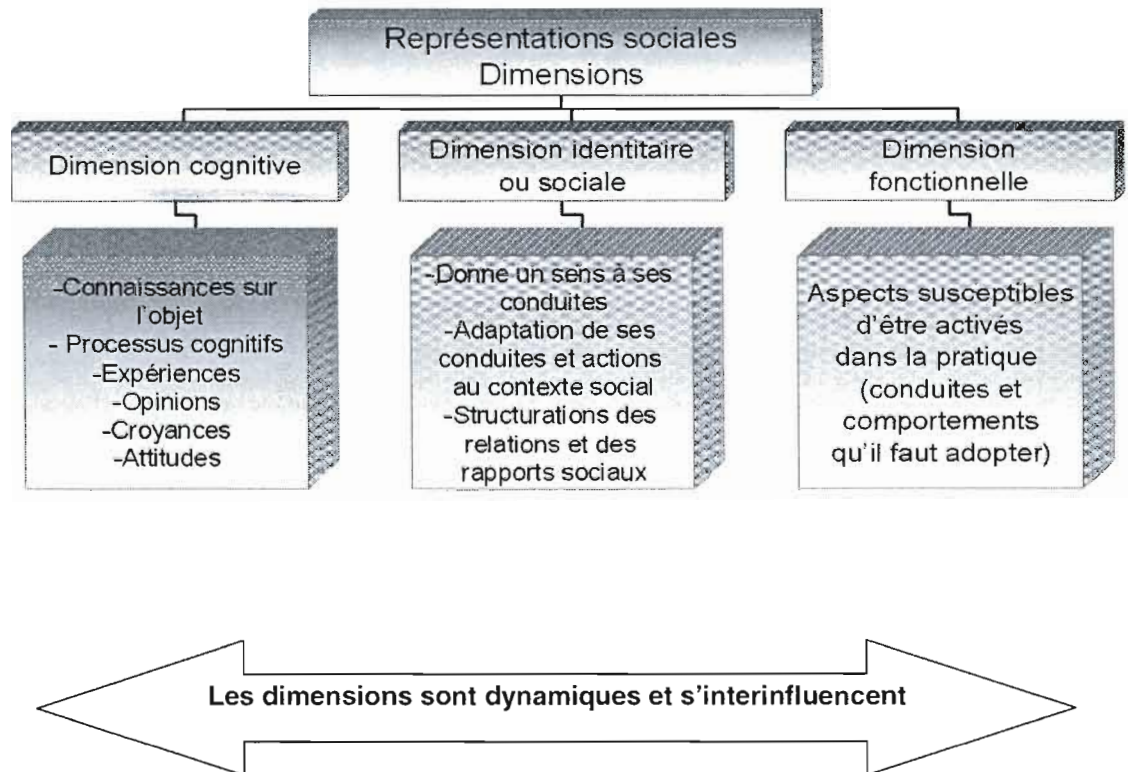 Représentations sociales
Dimensions
Dimension cognitive
Dimension identitaire
ou sociale
Dimension
fonctionnelle
-Connaissances sur
l'objet
- Processus cognitifs
-Expériences
-Opinions
-Croyances
-Attitudes
-Donne un sens à ses
conduites
-Adaptation de ses
conduites et actions
au contexte social
-Structurations des
relations et des
rapports sociaux
Aspects susceptibles
d'être activés
dans la pratique
(conduites et
comportements
qu'il faut adopter)
Les dimensions sont dynamiques et s'interinfluencent